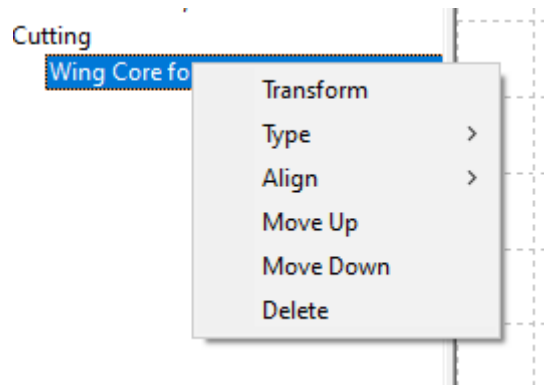 Cutting
Wing Core fo
Transform
Type
Align
Move Up
Move Down
Delete